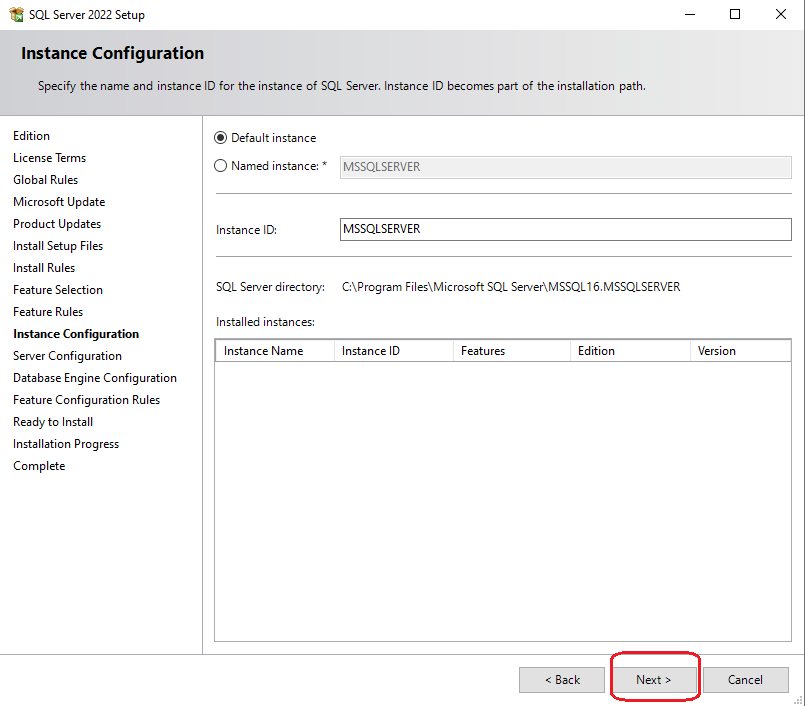 SQL Server 2022 Setup
Instance Configuration
Specify the name and instance ID for the instance of SQL Server. Instance ID becomes part of the installation path.
Edition
License Terms
Global Rules
Microsoft Update
Product Updates
Install Setup Files
Install Rules
Feature Selection
Feature Rules
Instance Configuration
Server Configuration
Database Engine Configuration
Feature Configuration Rules
Ready to Install
Installation Progress
Complete
Default instance
Named instance: * MSSQLSERVER
Instance ID: MSSQLSERVER
SQL Server directory: C:\Program Files\Microsoft SQL Server\MSSQL16.MSSQLSERVER
Installed instances:
Instance Name Instance ID Features Edition Version
< Back Next > Cancel